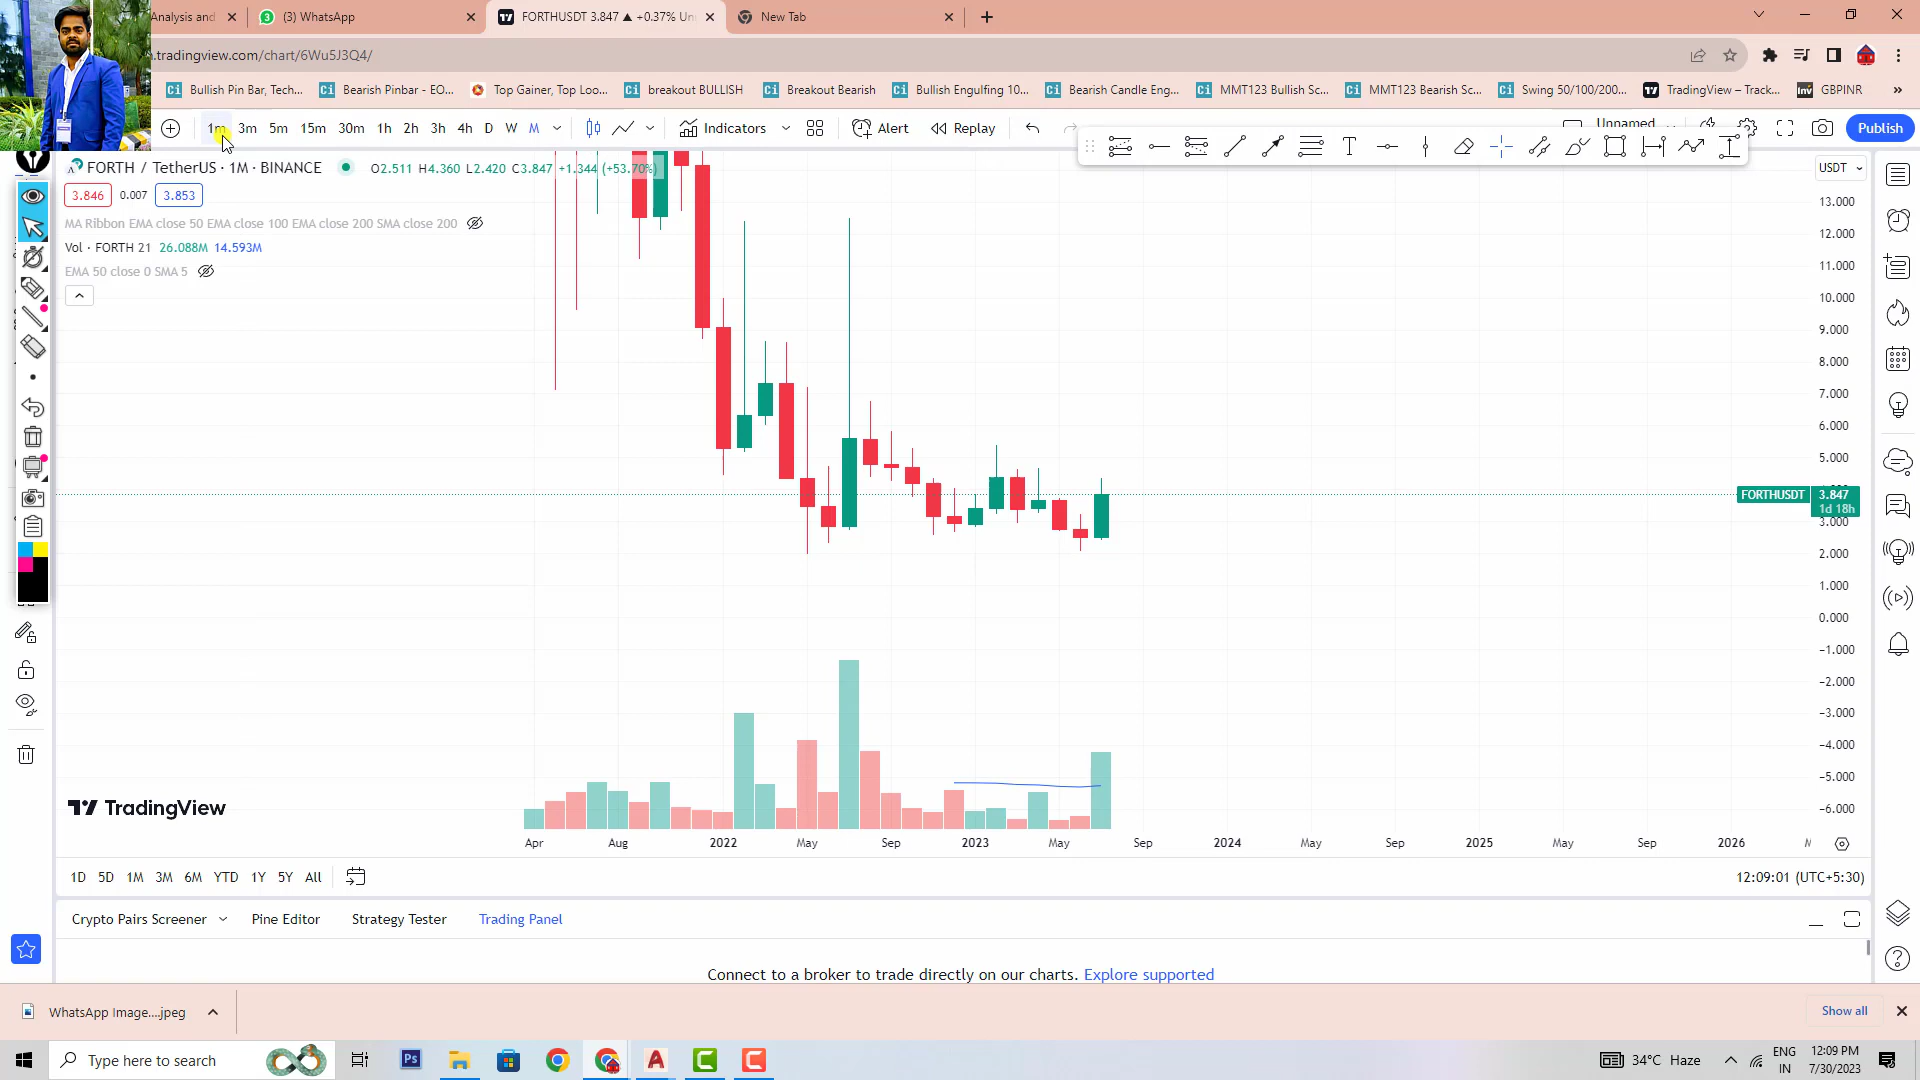 Analysis and
(3) WhatsApp
FORTHUSDT 3.847 ▲ +0.37% Un
New Tab
.tradingview.com/chart/6Wu5J3Q4/
Bullish Pin Bar, Tech...
Bearish Pinbar - EO...
Top Gainer, Top Loo...
breakout BULLISH
Breakout Bearish
Bullish Engulfing 10...
Bearish Candle Eng...
MMT123 Bullish Sc...
MMT123 Bearish Sc...
Swing 50/100/200...
TradingView – Track...
GBPINR
1m 3m 5m 15m 30m 1h 2h 3h 4h D W M
Indicators
Alert
Replay
Unnamed
Publish
FORTH / TetherUS · 1M · BINANCE
O2.511 H4.360 L2.420 C3.847 +1.344 (+53.70%)
USDT
3.846 0.007 3.853
MA Ribbon EMA close 50 EMA close 100 EMA close 200 SMA close 200
Vol · FORTH 21 26.088M 14.593M
EMA 50 close 0 SMA 5
13.000
12.000
11.000
10.000
9.000
8.000
7.000
6.000
5.000
FORTHUSDT 3.847
1d 18h
3.000
2.000
1.000
0.000
−1.000
−2.000
−3.000
−4.000
−5.000
−6.000
TradingView
Apr Aug 2022 May Sep 2023 May Sep 2024 May Sep 2025 May Sep 2026
1D 5D 1M 3M 6M YTD 1Y 5Y All
12:09:01 (UTC+5:30)
Crypto Pairs Screener
Pine Editor
Strategy Tester
Trading Panel
Connect to a broker to trade directly on our charts. Explore supported
WhatsApp Image....jpeg
Show all
Type here to search
Ps
34°C Haze
ENG
IN
12:09 PM
7/30/2023